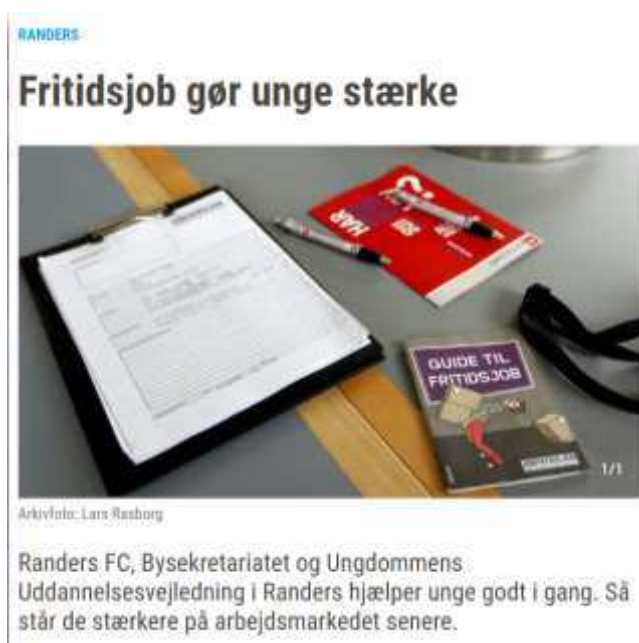 RANDERS
Fritidsjob gør unge stærke
HAR
GUIDE TIL
FRITIDSJOB
1/1
Arkivfoto: Lars Rasborg
Randers FC, Bysekretariatet og Ungdommens
Uddannelsesvejledning i Randers hjælper unge godt i gang. Så
står de stærkere på arbejdsmarkedet senere.